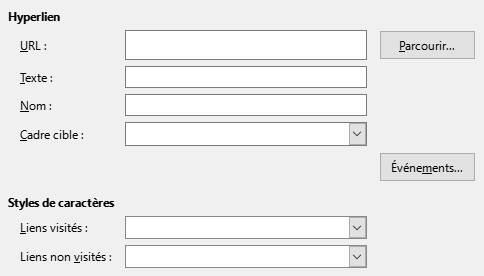 Hyperlien
URL :
Parcourir...
Texte :
Nom :
Cadre cible :
Événements...
Styles de caractères
Liens visités :
Liens non visités :